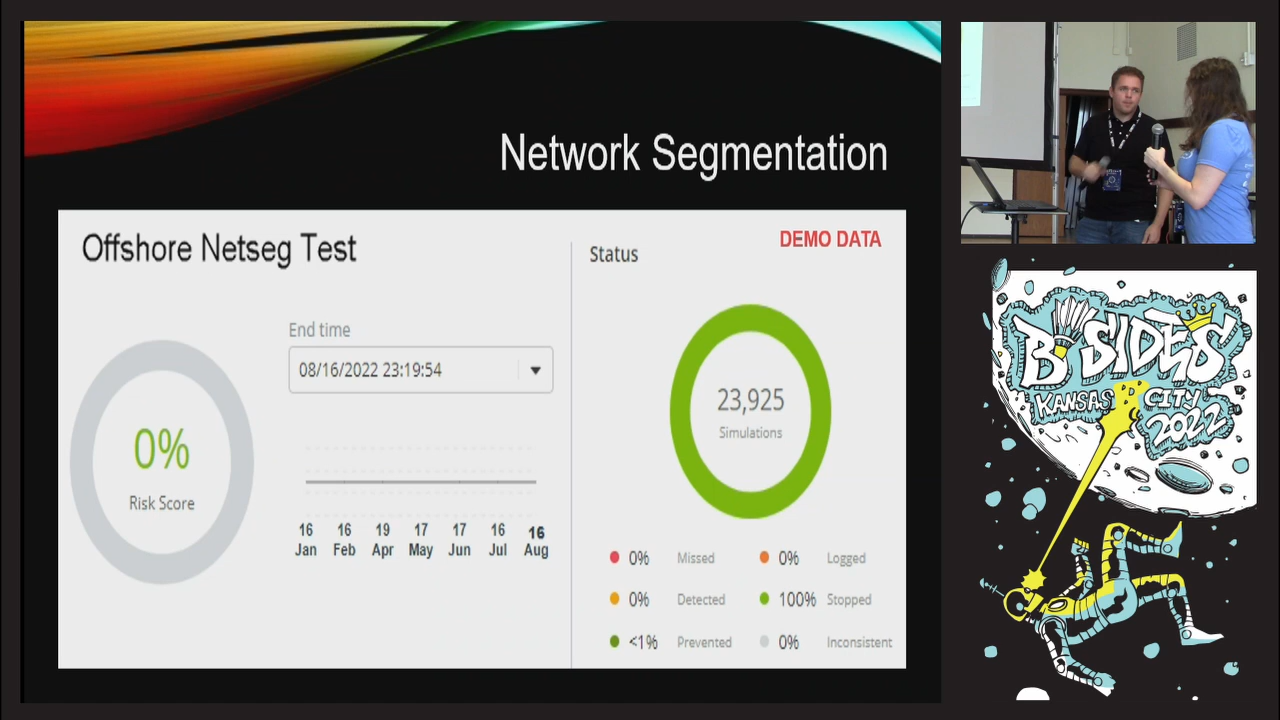 Network Segmentation
Offshore Netseg Test
DEMO DATA
Status
End time
08/16/2022 23:19:54
0%
Risk Score
16 Jan
16 Feb
19 Apr
17 May
17 Jun
16 Jul
16 Aug
23,925
Simulations
0% Missed
0% Logged
0% Detected
100% Stopped
<1% Prevented
0% Inconsistent
BSIDES
KANSAS CITY
2022